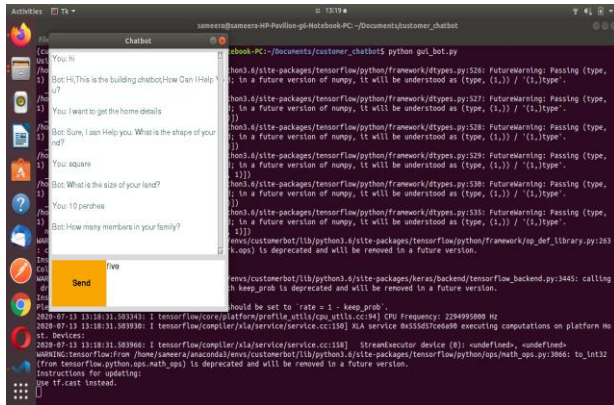 Activities
Tk
13:19
sameera@sameera-HP-Pavilion-g6-Notebook-PC: ~/Documents/customer_chatbot
Chatbot
You: hi
Bot: Hi,This is the building chatbot,How Can I Help
u?
You: I want to get the home details
Bot: Sure, I can Help you. What is the shape of your
nd?
You: square
Bot: What is the size of your land?
You: 10 perches
Bot: How many members in your family?
Send
five
tebook-PC:~/Documents/customer_chatbot$ python gui_bot.py
thon3.6/site-packages/tensorflow/python/framework/dtypes.py:526: FutureWarning: Passing (type,
1) d; in a future version of numpy, it will be understood as (type, (1,)) / '(1,)type'.
thon3.6/site-packages/tensorflow/python/framework/dtypes.py:527: FutureWarning: Passing (type,
1) d; in a future version of numpy, it will be understood as (type, (1,)) / '(1,)type'.
thon3.6/site-packages/tensorflow/python/framework/dtypes.py:528: FutureWarning: Passing (type,
1) d; in a future version of numpy, it will be understood as (type, (1,)) / '(1,)type'.
thon3.6/site-packages/tensorflow/python/framework/dtypes.py:529: FutureWarning: Passing (type,
1) d; in a future version of numpy, it will be understood as (type, (1,)) / '(1,)type'.
thon3.6/site-packages/tensorflow/python/framework/dtypes.py:530: FutureWarning: Passing (type,
1) d; in a future version of numpy, it will be understood as (type, (1,)) / '(1,)type'.
thon3.6/site-packages/tensorflow/python/framework/dtypes.py:535: FutureWarning: Passing (type,
1) d; in a future version of numpy, it will be understood as (type, (1,)) / '(1,)type'.
/envs/customerbot/lib/python3.6/site-packages/tensorflow/python/framework/op_def_library.py:263
rk.ops) is deprecated and will be removed in a future version.
/envs/customerbot/lib/python3.6/site-packages/keras/backend/tensorflow_backend.py:3445: calling
th keep_prob is deprecated and will be removed in a future version.
should be set to `rate = 1 - keep_prob`.
2020-07-13 13:18:31.503343: I tensorflow/core/platform/profile_utils/cpu_utils.cc:94] CPU Frequency: 2294995000 Hz
2020-07-13 13:18:31.503930: I tensorflow/compiler/xla/service/service.cc:150] XLA service 0x555d57ce6a90 executing computations on platform Ho
st. Devices:
2020-07-13 13:18:31.503966: I tensorflow/compiler/xla/service/service.cc:158] StreamExecutor device (0): <undefined>, <undefined>
WARNING:tensorflow:From /home/sameera/anaconda3/envs/customerbot/lib/python3.6/site-packages/tensorflow/python/ops/math_ops.py:3066: to_int32
(from tensorflow.python.ops.math_ops) is deprecated and will be removed in a future version.
Instructions for updating:
Use tf.cast instead.